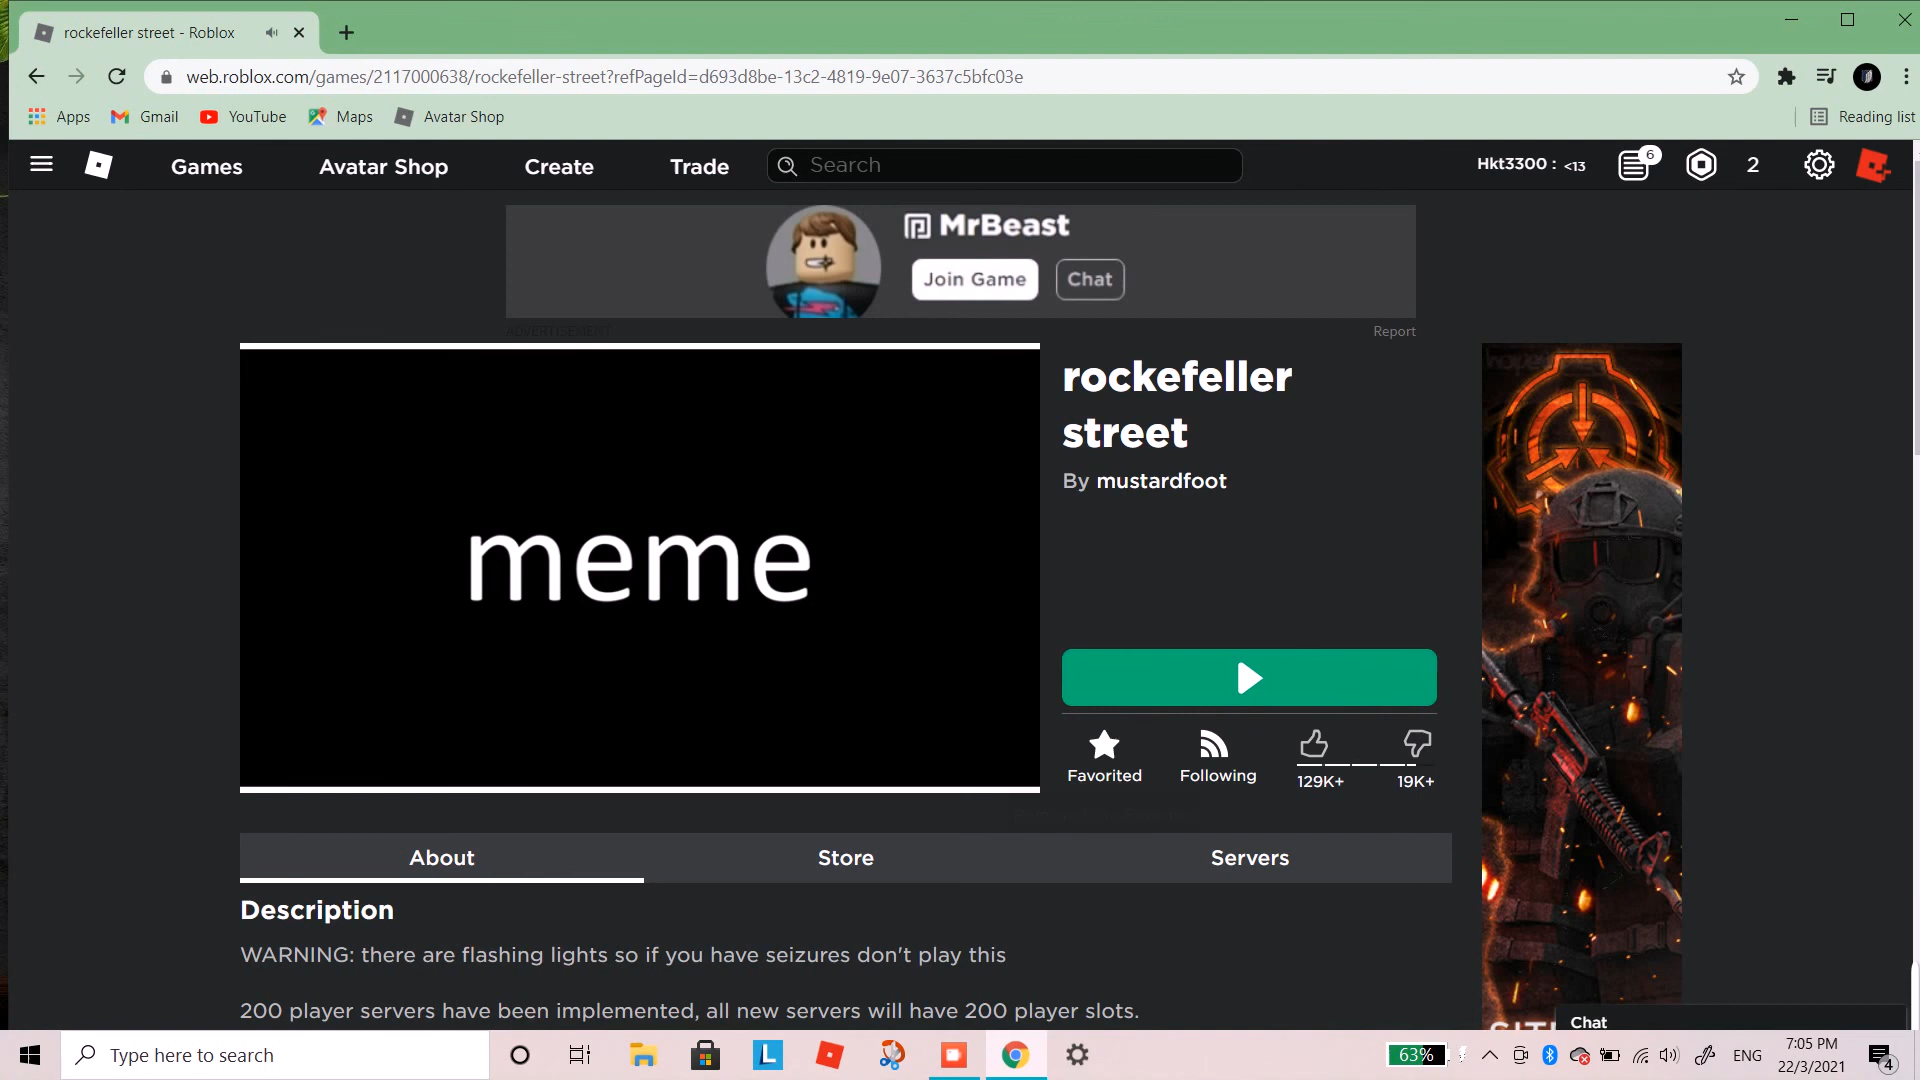 rockefeller street - Roblox
web.roblox.com/games/2117000638/rockefeller-street?refPageId=d693d8be-13c2-4819-9e07-3637c5bfc03e
Apps Gmail YouTube Maps Avatar Shop Reading list
Games Avatar Shop Create Trade Search Hkt3300 : <13 6 2
MrBeast
Join Game Chat
ADVERTISEMENT Report
rockefeller
street
By mustardfoot
meme
Favorited Following 129K+ 19K+
About Store Servers
Description
WARNING: there are flashing lights so if you have seizures don't play this
200 player servers have been implemented, all new servers will have 200 player slots.
Chat
Type here to search 63% ENG 7:05 PM
22/3/2021 4